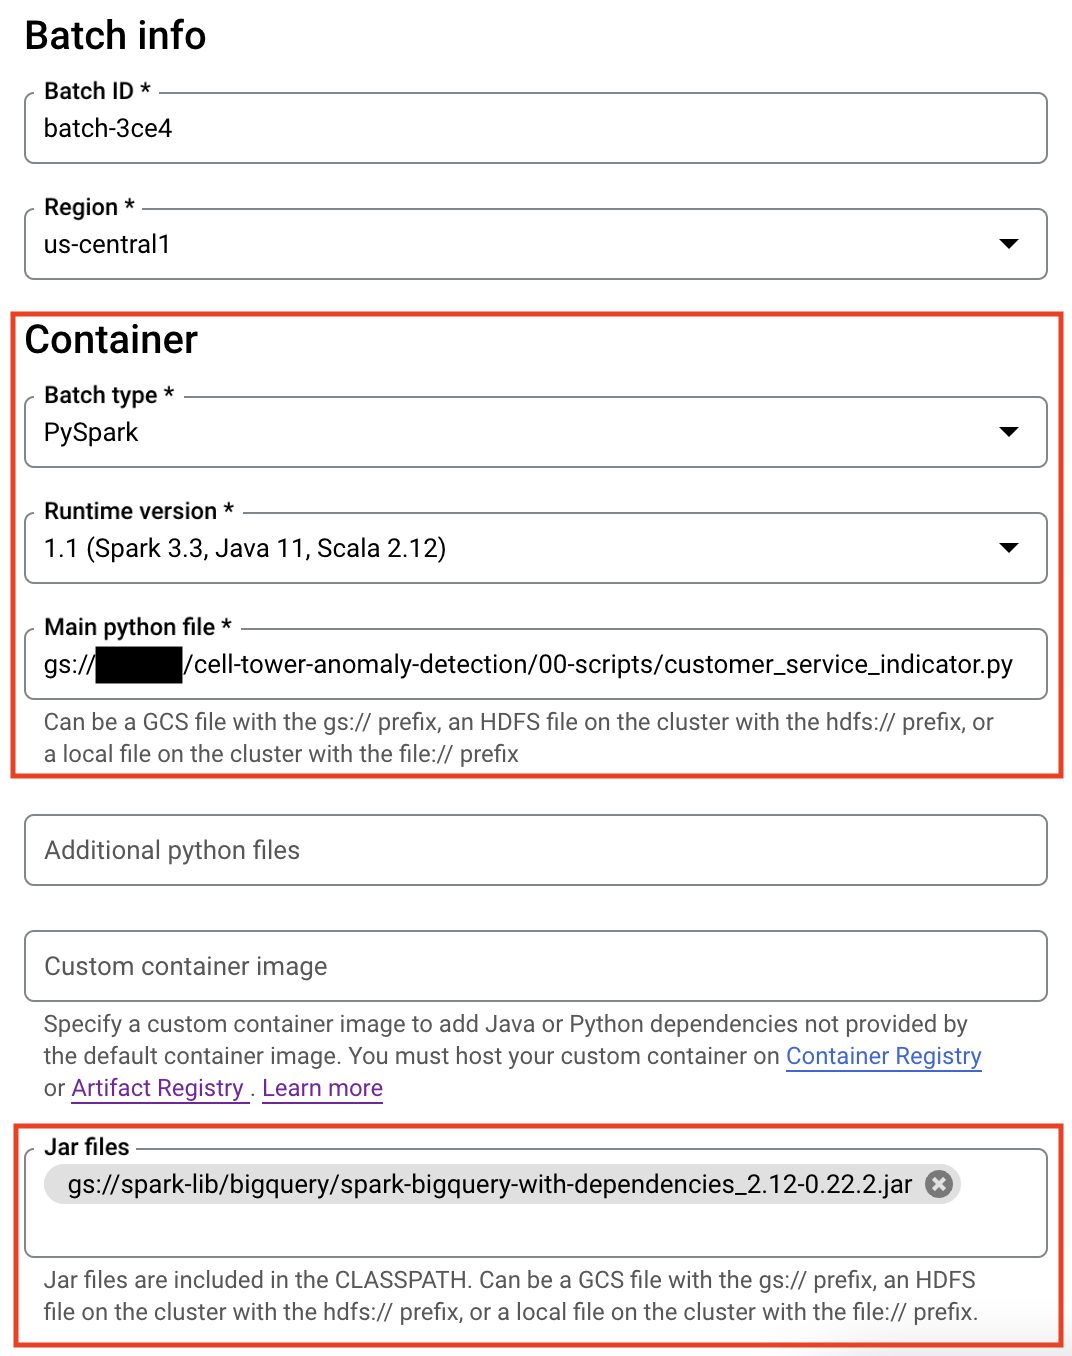 Batch info
Batch ID *
batch-3ce4
Region *
us-central1
Container
Batch type *
PySpark
Runtime version *
1.1 (Spark 3.3, Java 11, Scala 2.12)
Main python file *
gs:///cell-tower-anomaly-detection/00-scripts/customer_service_indicator.py
Can be a GCS file with the gs:// prefix, an HDFS file on the cluster with the hdfs:// prefix, or
a local file on the cluster with the file:// prefix
Additional python files
Custom container image
Specify a custom container image to add Java or Python dependencies not provided by
the default container image. You must host your custom container on Container Registry
or Artifact Registry . Learn more
Jar files
gs://spark-lib/bigquery/spark-bigquery-with-dependencies_2.12-0.22.2.jar
Jar files are included in the CLASSPATH. Can be a GCS file with the gs:// prefix, an HDFS
file on the cluster with the hdfs:// prefix, or a local file on the cluster with the file:// prefix.